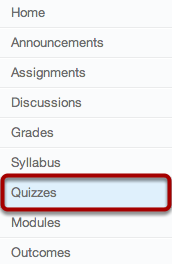 Home
Announcements
Assignments
Discussions
Grades
Syllabus
Quizzes
Modules
Outcomes